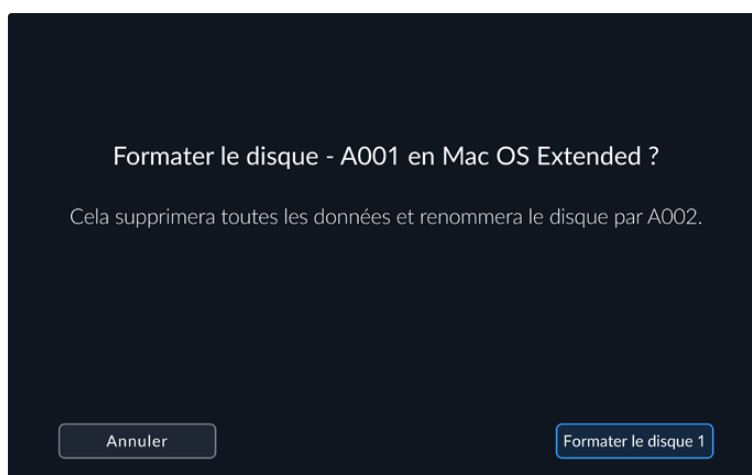 Formater le disque - A001 en Mac OS Extended ?
Cela supprimera toutes les données et renommera le disque par A002.
Annuler
Formater le disque 1